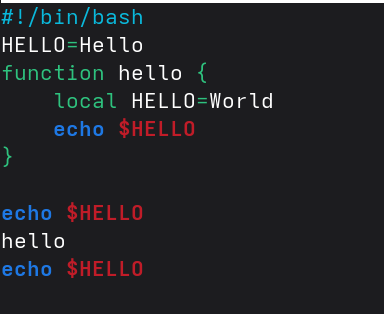 #!/bin/bash
HELLO=Hello
function hello {
    local HELLO=World
    echo $HELLO
}

echo $HELLO
hello
echo $HELLO